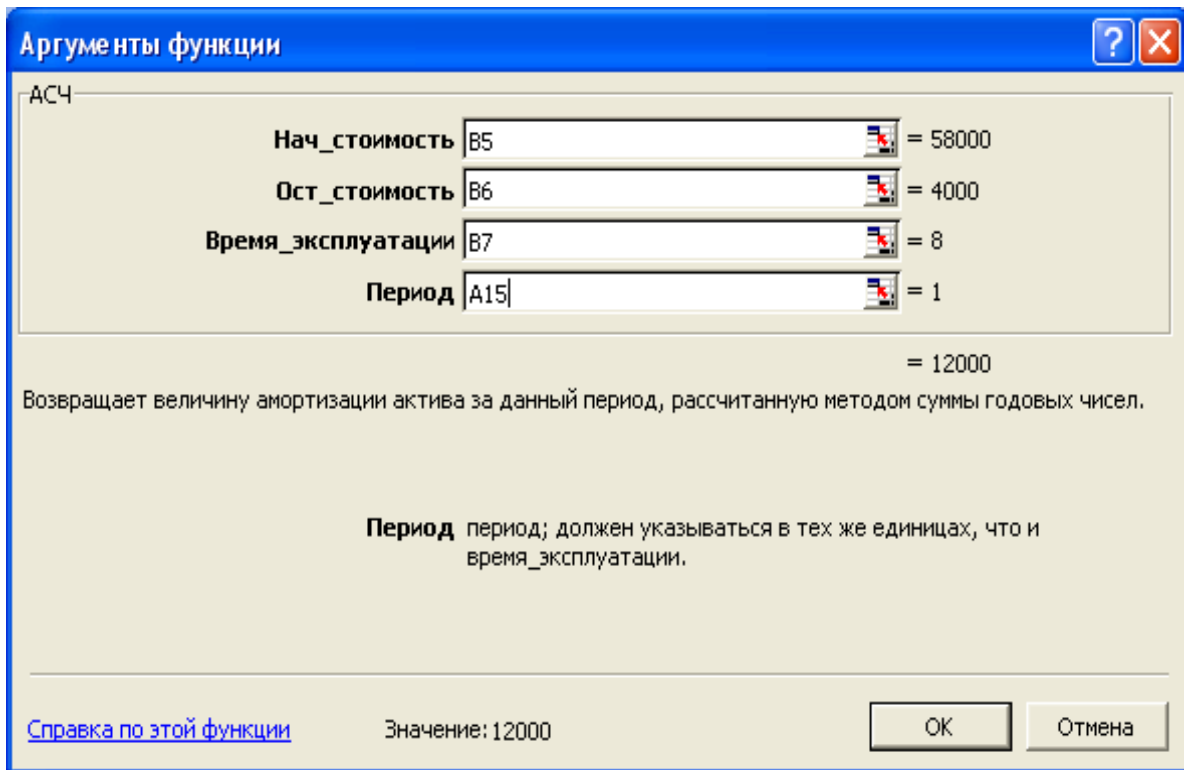 Аргументы функции
АСЧ
Нач_стоимость B5 = 58000
Ост_стоимость B6 = 4000
Время_эксплуатации B7 = 8
Период A15 = 1
= 12000
Возвращает величину амортизации актива за данный период, рассчитанную методом суммы годовых чисел.
Период период; должен указываться в тех же единицах, что и
время_эксплуатации.
Справка по этой функции Значение: 12000 OK Отмена